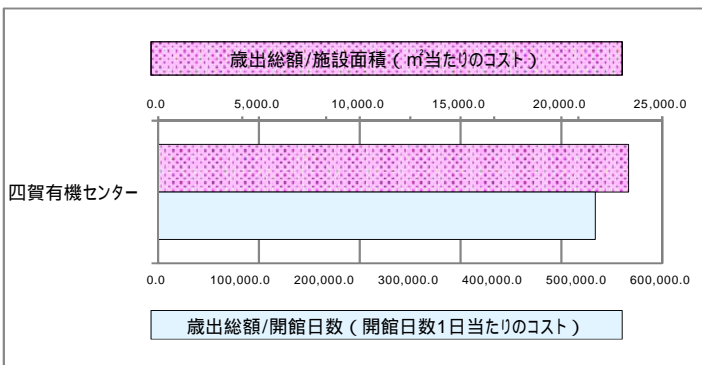 歳出総額/施設面積（㎡当たりのコスト）
0.0 5,000.0 10,000.0 15,000.0 20,000.0 25,000.0
四賀有機センター
0.0 100,000.0 200,000.0 300,000.0 400,000.0 500,000.0 600,000.0
歳出総額/開館日数（開館日数1日当たりのコスト）